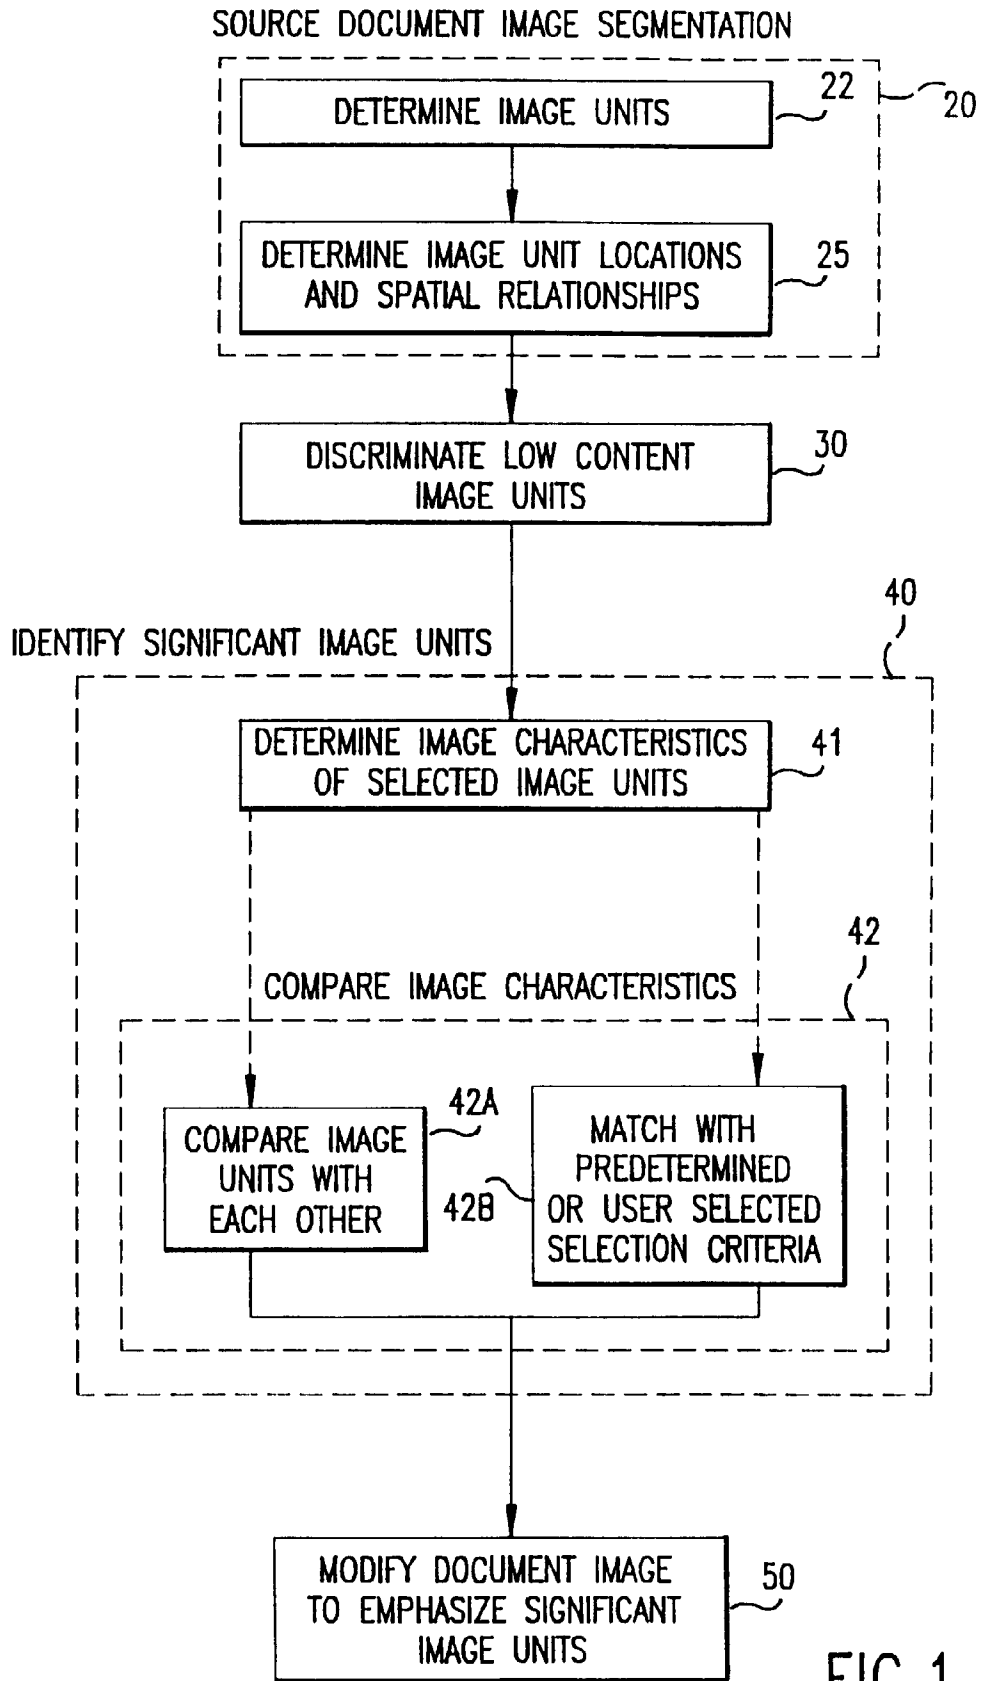 SOURCE DOCUMENT IMAGE SEGMENTATION
20
DETERMINE IMAGE UNITS
22
DETERMINE IMAGE UNIT LOCATIONS
AND SPATIAL RELATIONSHIPS
25
DISCRIMINATE LOW CONTENT
IMAGE UNITS
30
40
IDENTIFY SIGNIFICANT IMAGE UNITS
DETERMINE IMAGE CHARACTERISTICS
OF SELECTED IMAGE UNITS
41
42
COMPARE IMAGE CHARACTERISTICS
42A
COMPARE IMAGE
UNITS WITH
EACH OTHER
42B
MATCH WITH
PREDETERMINED
OR USER SELECTED
SELECTION CRITERIA
MODIFY DOCUMENT IMAGE
TO EMPHASIZE SIGNIFICANT
IMAGE UNITS
50
FIG. 1